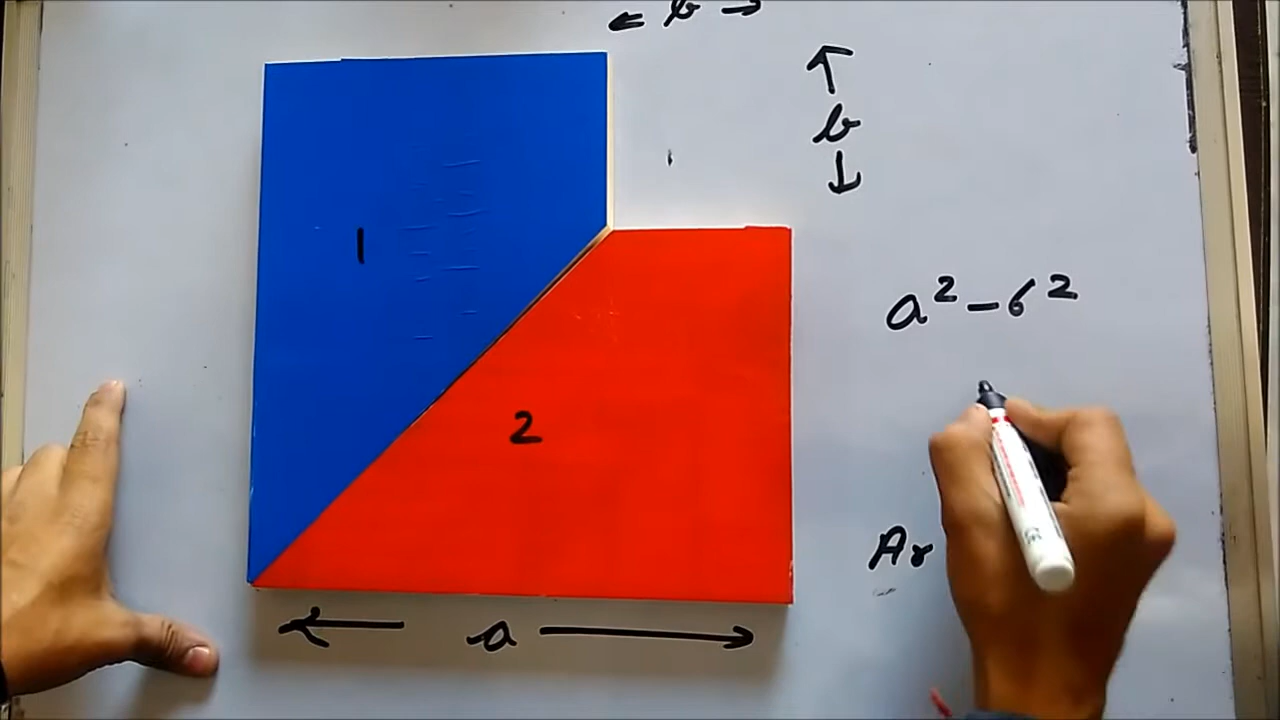 ← b →
↑
b
↓
1
a² - b²
2
Ar
← a →